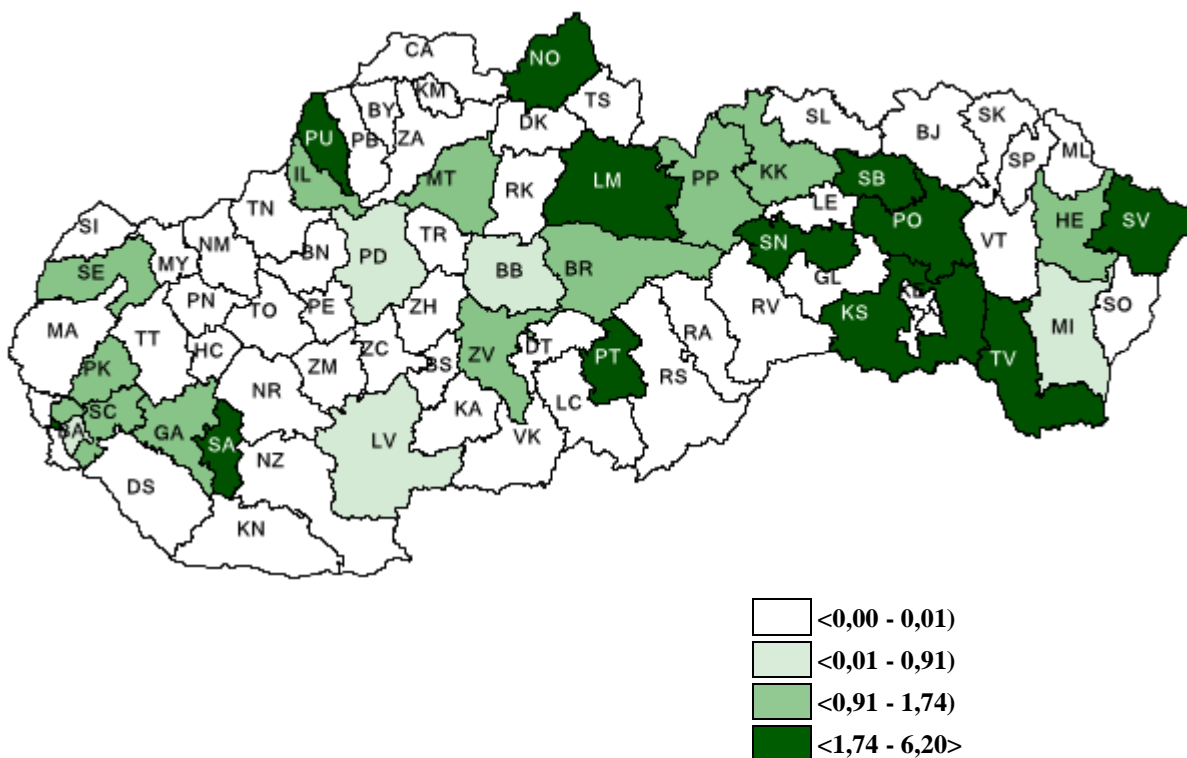 CA
NO
KM
TS
BY
PU
PB
ZA
DK
SL
BJ
SK
SP
ML
IL
MT
RK
LM
PP
KK
SB
LE
TN
SI
NM
BN
PD
TR
BB
BR
SN
PO
VT
HE
SV
SE
MY
PN
TO
PE
ZH
GL
RV
KS
MI
SO
MA
TT
HC
ZM
ZC
BS
ZV
DT
PT
RA
RS
TV
PK
SC
GA
SA
NR
KA
LC
LV
VK
NZ
DS
KN
<0,00 - 0,01)
<0,01 - 0,91)
<0,91 - 1,74)
<1,74 - 6,20>